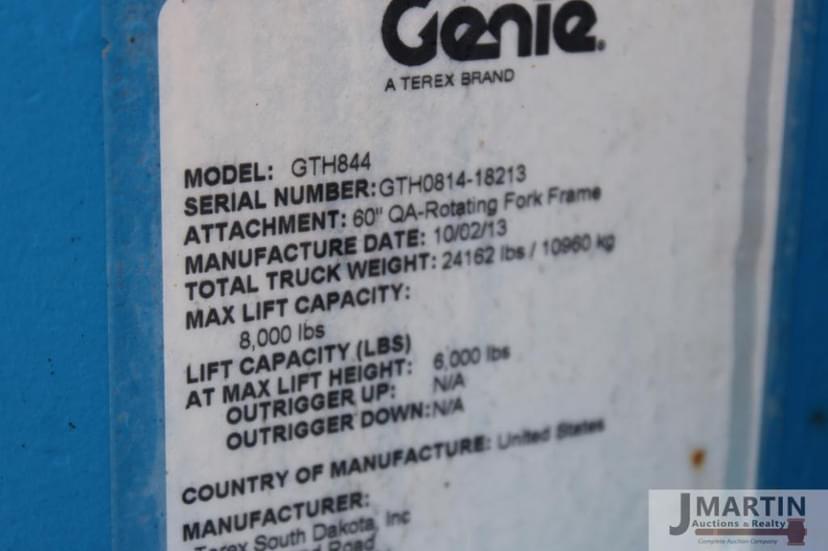 Genie.
A TEREX BRAND
MODEL: GTH844
SERIAL NUMBER: GTH0814-18213
ATTACHMENT: 60" QA-Rotating Fork Frame
MANUFACTURE DATE: 10/02/13
TOTAL TRUCK WEIGHT: 24162 lbs / 10960 kg
MAX LIFT CAPACITY:
8,000 lbs
LIFT CAPACITY (LBS)
AT MAX LIFT HEIGHT: 6,000 lbs
OUTRIGGER UP: N/A
OUTRIGGER DOWN: N/A
COUNTRY OF MANUFACTURE: United States
MANUFACTURER:
Terex South Dakota, Inc
Road
J MARTIN
Auctions & Realty
Complete Auction Company